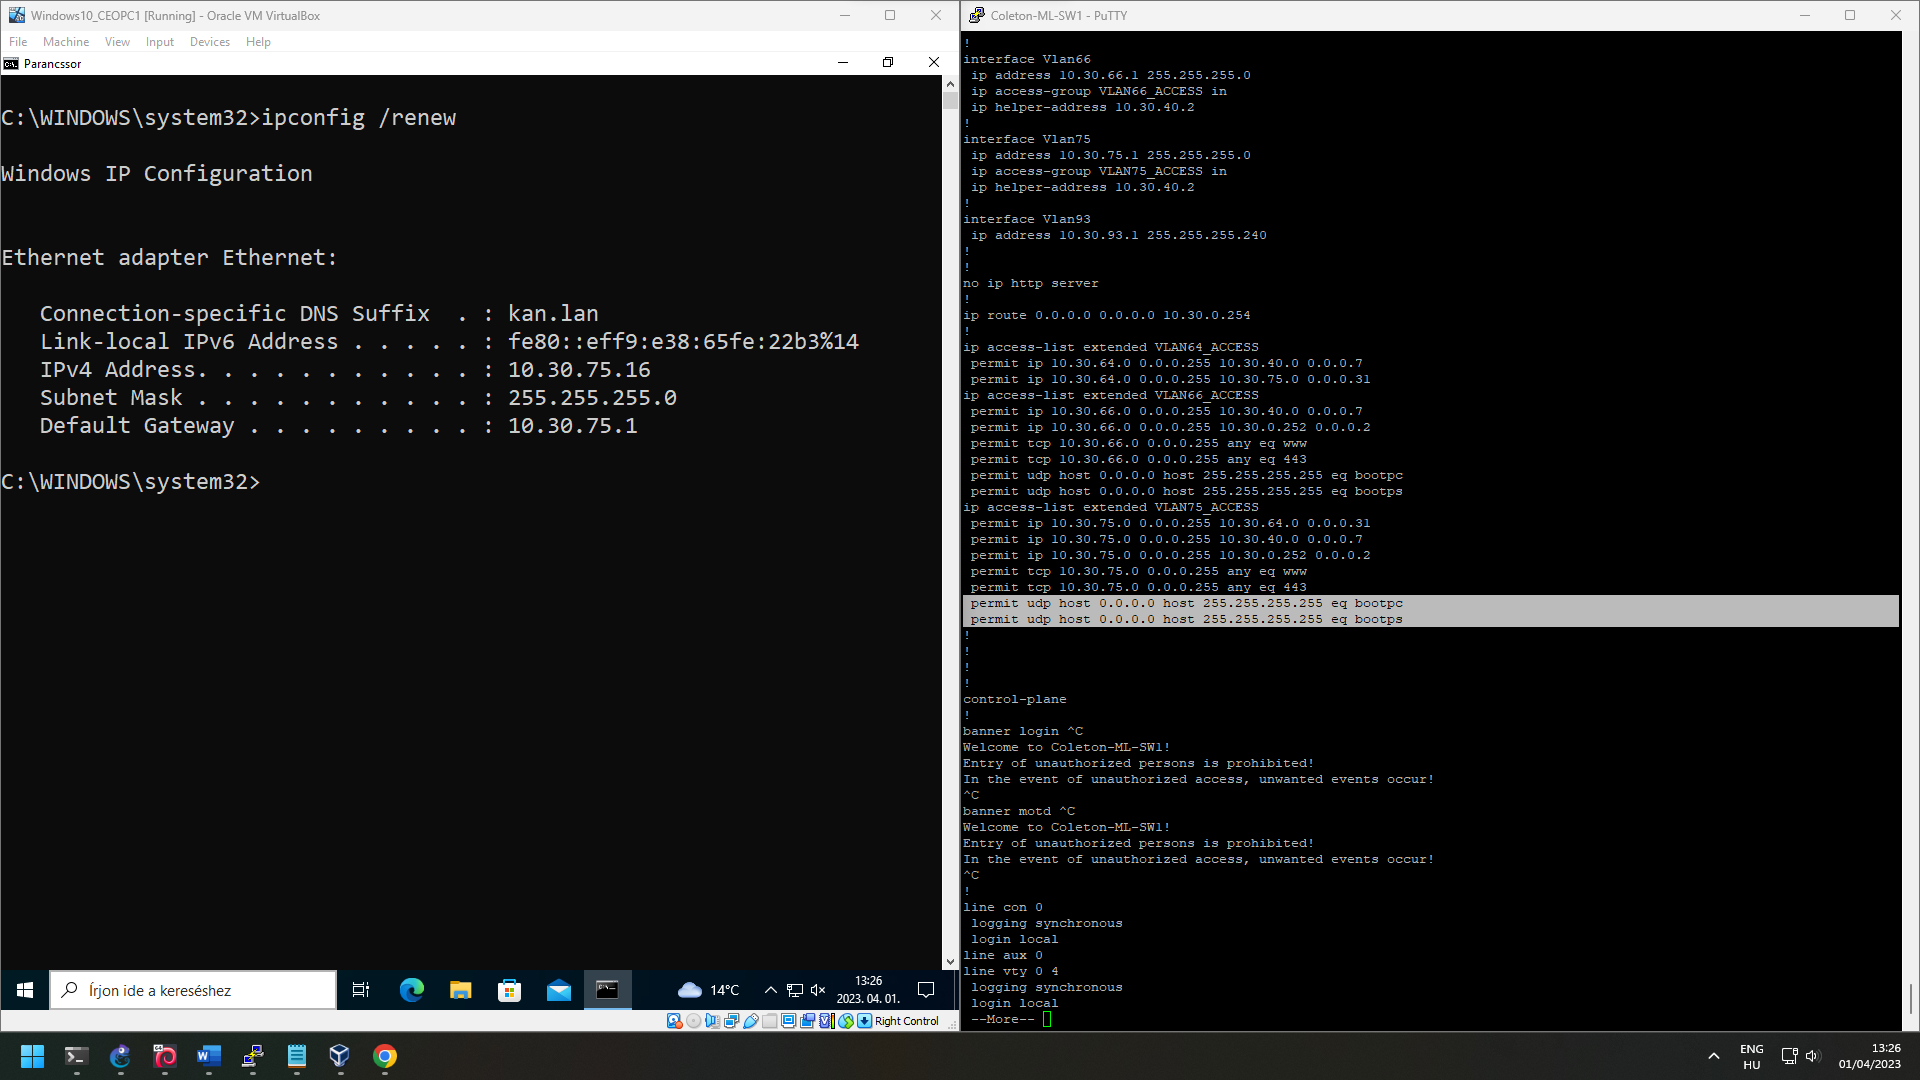 Windows10_CEOPC1 [Running] - Oracle VM VirtualBox
File Machine View Input Devices Help
Parancssor
C:\WINDOWS\system32>ipconfig /renew
Windows IP Configuration
Ethernet adapter Ethernet:
Connection-specific DNS Suffix  . : kan.lan
Link-local IPv6 Address . . . . . : fe80::eff9:e38:65fe:22b3%14
IPv4 Address. . . . . . . . . . . : 10.30.75.16
Subnet Mask . . . . . . . . . . . : 255.255.255.0
Default Gateway . . . . . . . . . : 10.30.75.1
C:\WINDOWS\system32>
Írjon ide a kereséshez
14°C
13:26
2023. 04. 01.
Right Control
Coleton-ML-SW1 - PuTTY
!
interface Vlan66
ip address 10.30.66.1 255.255.255.0
ip access-group VLAN66_ACCESS in
ip helper-address 10.30.40.2
!
interface Vlan75
ip address 10.30.75.1 255.255.255.0
ip access-group VLAN75_ACCESS in
ip helper-address 10.30.40.2
!
interface Vlan93
ip address 10.30.93.1 255.255.255.240
!
!
no ip http server
!
ip route 0.0.0.0 0.0.0.0 10.30.0.254
!
ip access-list extended VLAN64_ACCESS
permit ip 10.30.64.0 0.0.0.255 10.30.40.0 0.0.0.7
permit ip 10.30.64.0 0.0.0.255 10.30.75.0 0.0.0.31
ip access-list extended VLAN66_ACCESS
permit ip 10.30.66.0 0.0.0.255 10.30.40.0 0.0.0.7
permit ip 10.30.66.0 0.0.0.255 10.30.0.252 0.0.0.2
permit tcp 10.30.66.0 0.0.0.255 any eq www
permit tcp 10.30.66.0 0.0.0.255 any eq 443
permit udp host 0.0.0.0 host 255.255.255.255 eq bootpc
permit udp host 0.0.0.0 host 255.255.255.255 eq bootps
ip access-list extended VLAN75_ACCESS
permit ip 10.30.75.0 0.0.0.255 10.30.64.0 0.0.0.31
permit ip 10.30.75.0 0.0.0.255 10.30.40.0 0.0.0.7
permit ip 10.30.75.0 0.0.0.255 10.30.0.252 0.0.0.2
permit tcp 10.30.75.0 0.0.0.255 any eq www
permit tcp 10.30.75.0 0.0.0.255 any eq 443
permit udp host 0.0.0.0 host 255.255.255.255 eq bootpc
permit udp host 0.0.0.0 host 255.255.255.255 eq bootps
!
!
!
!
control-plane
!
banner login ^C
Welcome to Coleton-ML-SW1!
Entry of unauthorized persons is prohibited!
In the event of unauthorized access, unwanted events occur!
^C
banner motd ^C
Welcome to Coleton-ML-SW1!
Entry of unauthorized persons is prohibited!
In the event of unauthorized access, unwanted events occur!
^C
!
line con 0
logging synchronous
login local
line aux 0
line vty 0 4
logging synchronous
login local
--More--
ENG
HU
13:26
01/04/2023